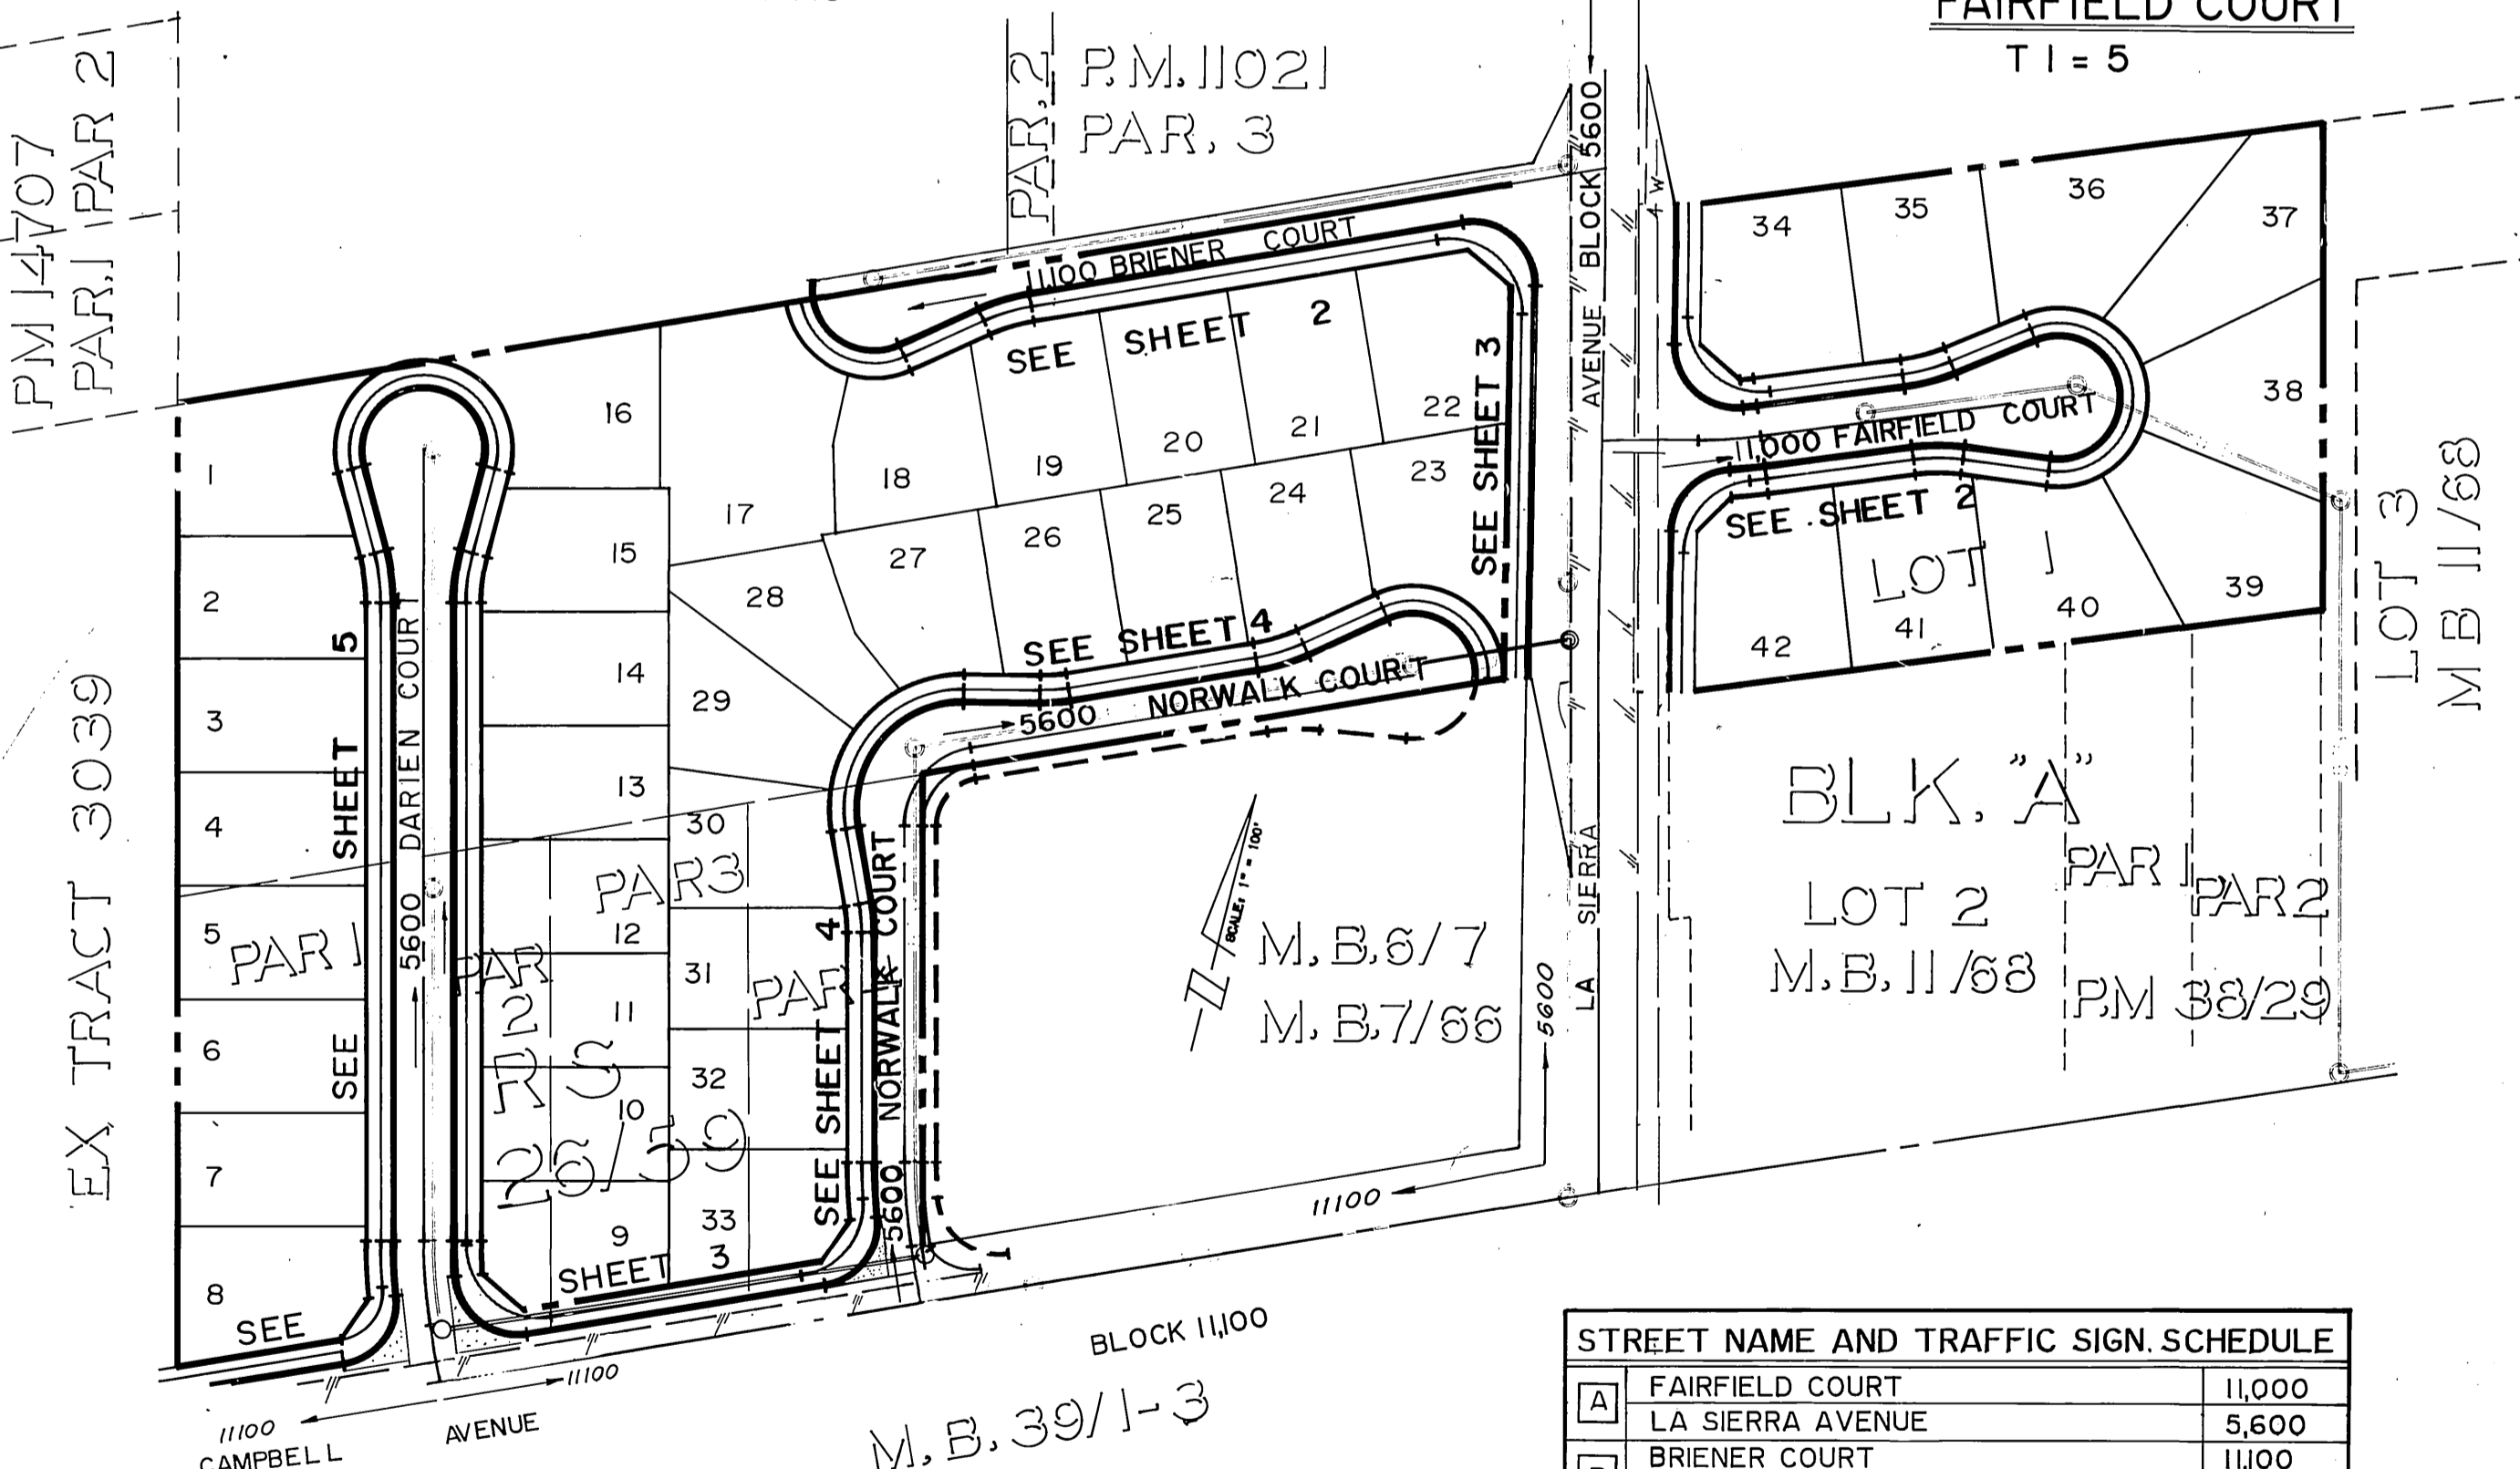 FAIRFIELD COURT
T I = 5
PM 14707
PAR.1 PAR 2
PAR.2
P.M. 11021
PAR. 3
BLOCK 5600
AVENUE
4" W
11,100 BRIENER COURT
SEE SHEET 2
SEE SHEET 3
34
35
36
37
38
11,000 FAIRFIELD COURT
SEE SHEET 2
LOT 1
39
40
41
42
LOT 3
M B 11/68
16
17
18
19
20
21
22
23
24
25
26
27
28
29
30
31
32
33
1
2
3
4
5
6
7
8
9
10
11
12
13
14
15
EX. TRACT 3039
SEE SHEET 5
5600 DARIEN COURT
SEE SHEET 4
5600 NORWALK COURT
SEE SHEET 4
5600 NORWALK COURT
PAR 1
PAR 2
PAR3
PAR
26/39
SEE
SHEET 3
SCALE: 1" = 100'
M.B. 6/7
M.B. 7/66
5600
11100
LA SIERRA
BLK. "A"
LOT 2
M.B. 11/68
PAR 1
PAR 2
P.M 38/29
BLOCK 11,100
11100
11100
CAMPBELL AVENUE
M.B. 39/1-3
STREET NAME AND TRAFFIC SIGN. SCHEDULE
A FAIRFIELD COURT 11,000
LA SIERRA AVENUE 5,600
BRIENER COURT 11,100